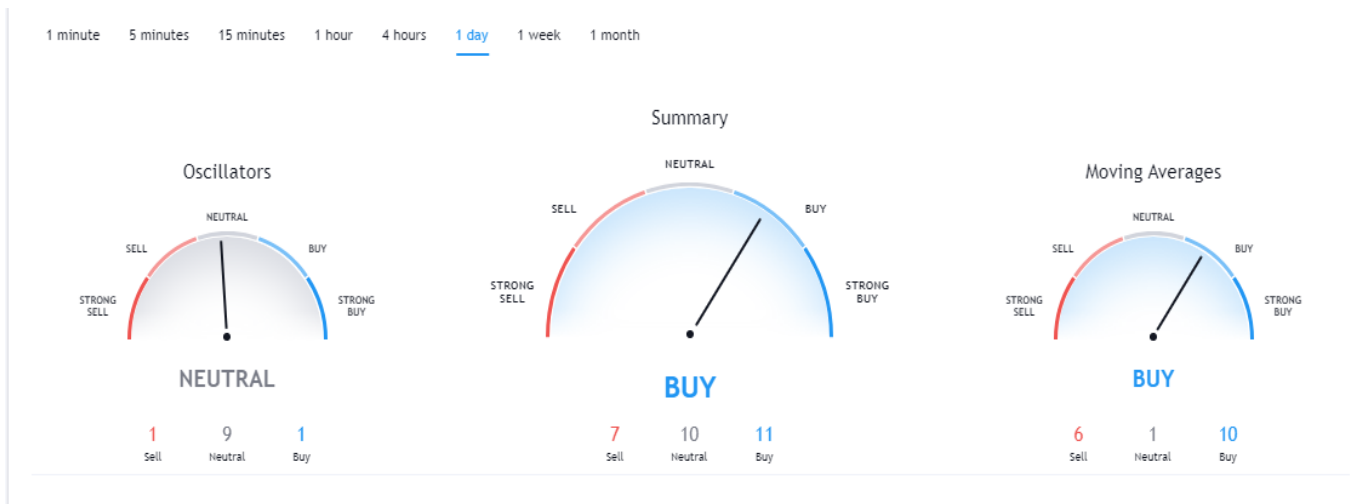 1 minute 5 minutes 15 minutes 1 hour 4 hours 1 day 1 week 1 month
Oscillators
NEUTRAL
SELL
BUY
STRONG
SELL
STRONG
BUY
NEUTRAL
1 9 1
Sell Neutral Buy
Summary
NEUTRAL
SELL
BUY
STRONG
SELL
STRONG
BUY
BUY
7 10 11
Sell Neutral Buy
Moving Averages
NEUTRAL
SELL
BUY
STRONG
SELL
STRONG
BUY
BUY
6 1 10
Sell Neutral Buy